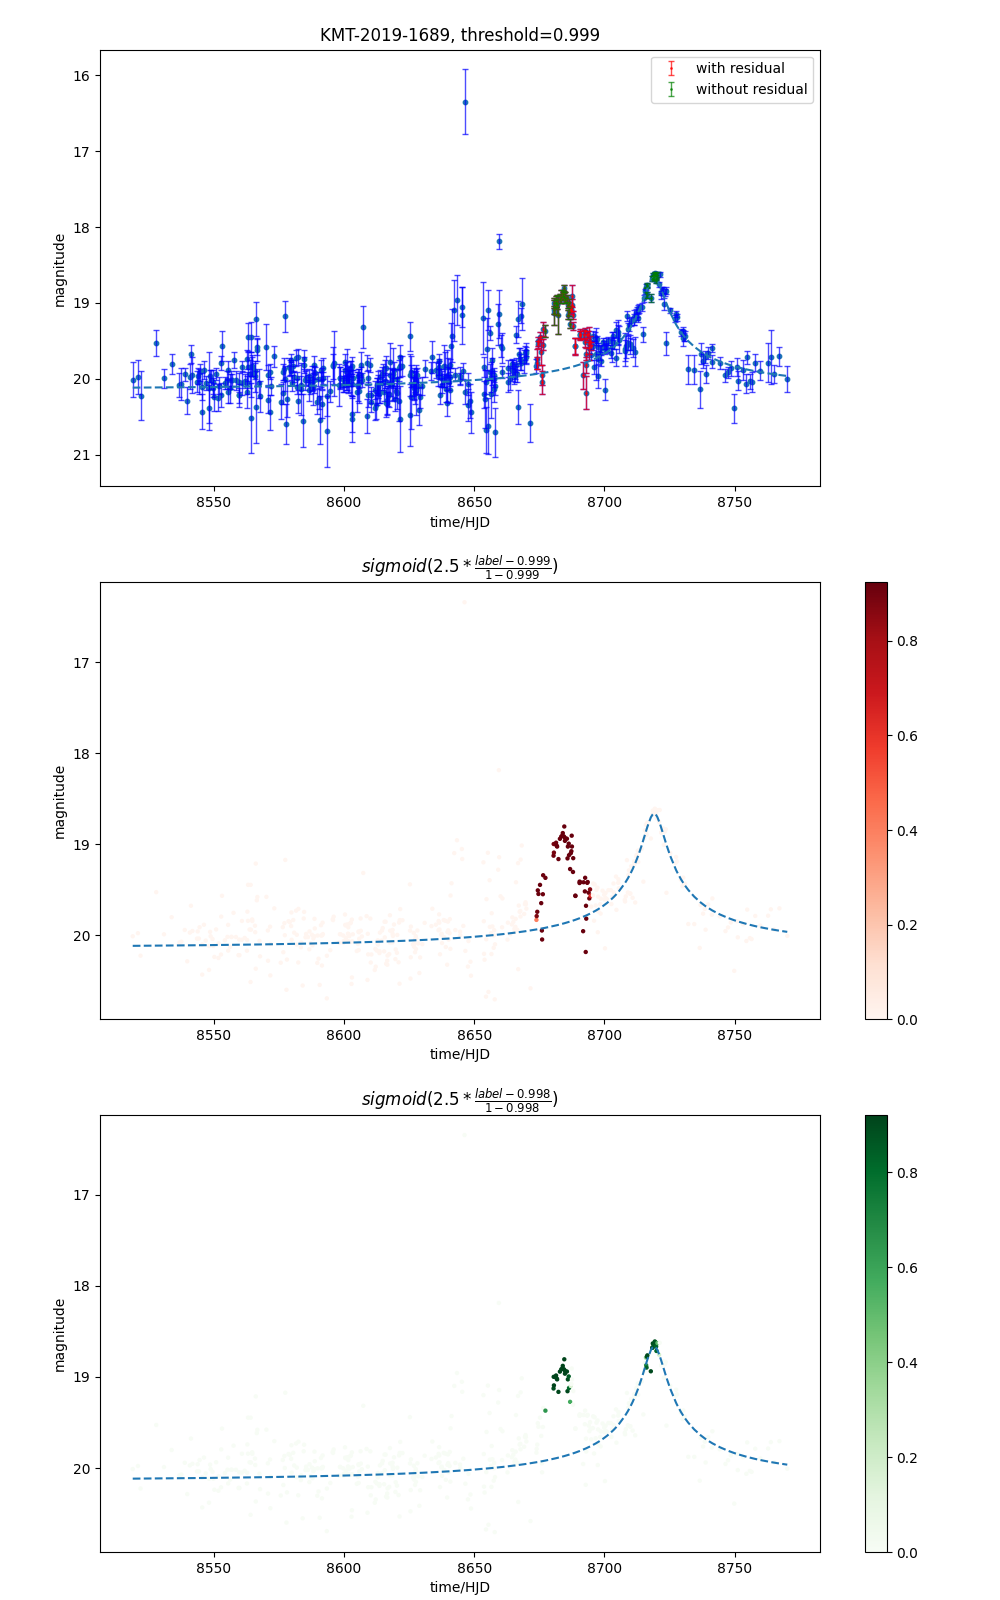 KMT-2019-1689, threshold=0.999
with residual
without residual
16
17
18
19
20
21
magnitude
8550 8600 8650 8700 8750
time/HJD
sigmoid(2.5 * \frac{label − 0.999}{1 − 0.999})
17
18
19
20
magnitude
8550 8600 8650 8700 8750
time/HJD
0.8
0.6
0.4
0.2
0.0
sigmoid(2.5 * \frac{label − 0.998}{1 − 0.998})
17
18
19
20
magnitude
8550 8600 8650 8700 8750
time/HJD
0.8
0.6
0.4
0.2
0.0